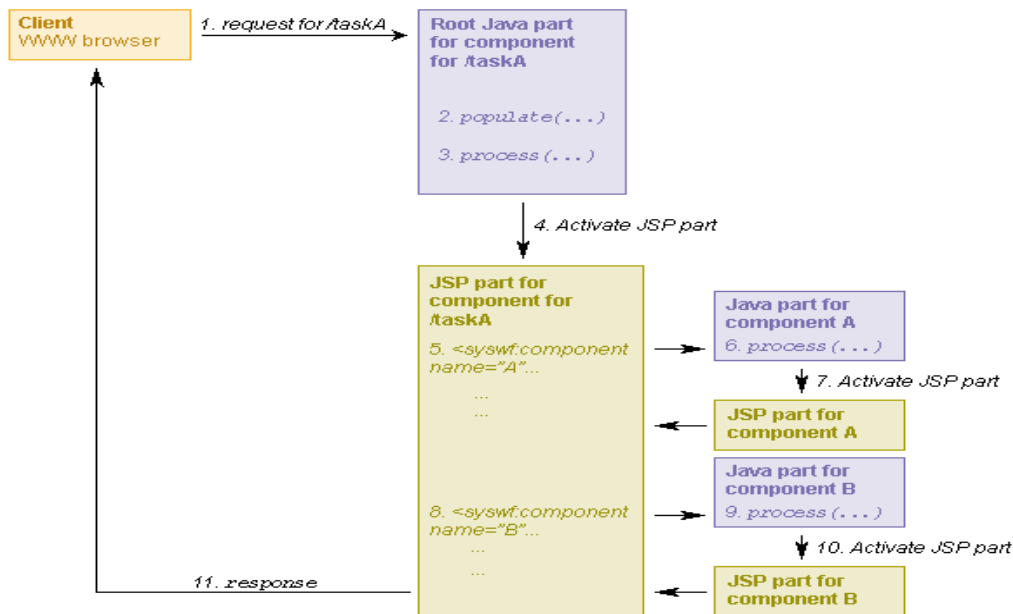 Client
WWW browser
1. request for /taskA
Root Java part
for component
for /taskA
2. populate(...)
3. process(...)
4. Activate JSP part
JSP part for
component for
/taskA
5. <syswf:component
name="A"...
...
...
Java part for
component A
6. process(...)
7. Activate JSP part
JSP part for
component A
8. <syswf:component
name="B"...
...
...
Java part for
component B
9. process(...)
10. Activate JSP part
JSP part for
component B
11. response